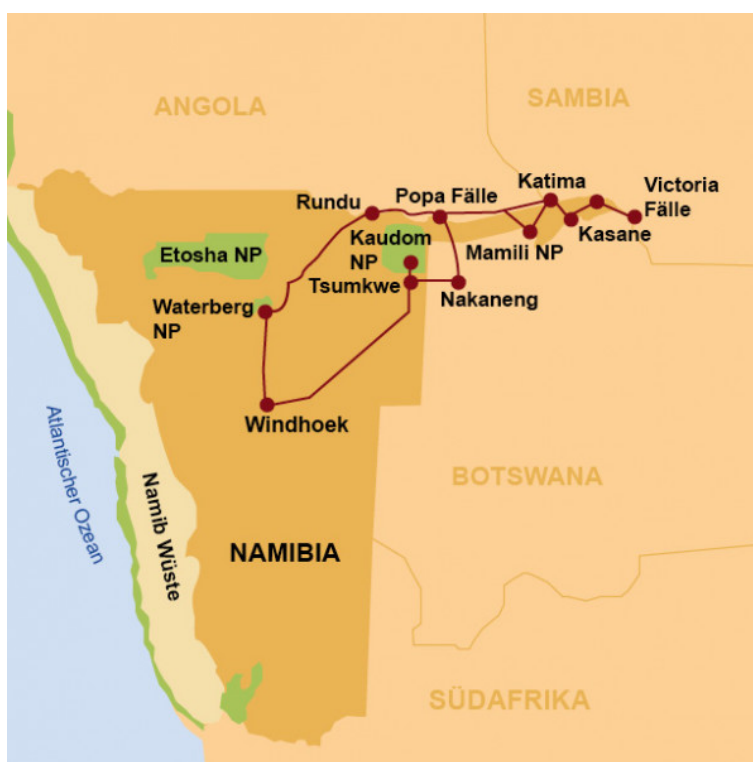 ANGOLA
SAMBIA
Katima
Victoria
Fälle
Rundu
Popa Fälle
Kasane
Kaudom
NP
Mamili NP
Etosha NP
Tsumkwe
Nakaneng
Waterberg
NP
Windhoek
Atlantischer Ozean
Namib Wüste
BOTSWANA
NAMIBIA
SÜDAFRIKA